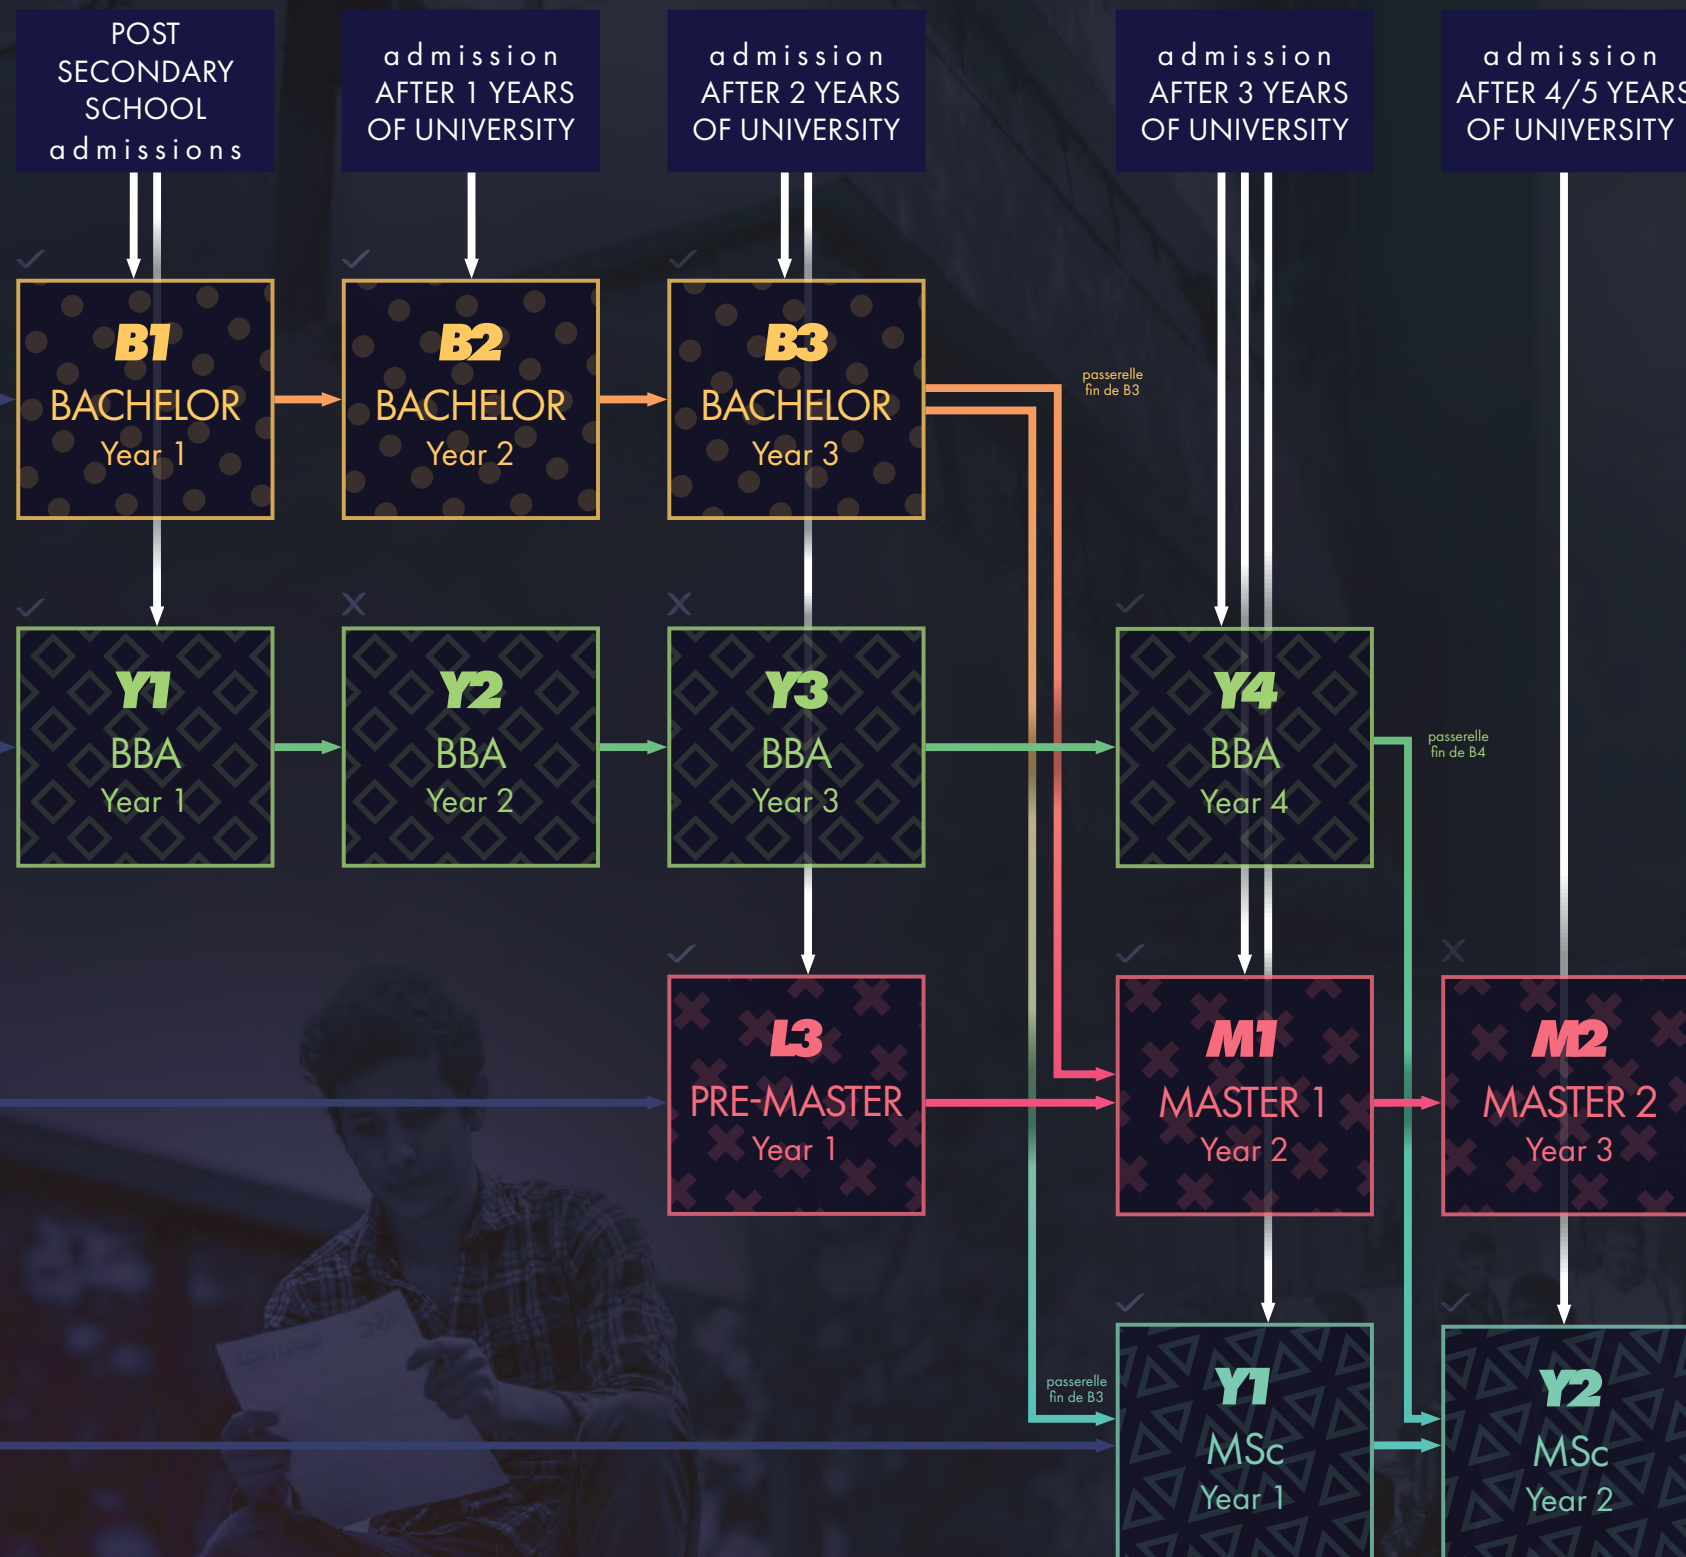 POST
SECONDARY
SCHOOL
admissions
admission
AFTER 1 YEARS
OF UNIVERSITY
admission
AFTER 2 YEARS
OF UNIVERSITY
admission
AFTER 3 YEARS
OF UNIVERSITY
admission
AFTER 4/5 YEARS
OF UNIVERSITY
B1
BACHELOR
Year 1
B2
BACHELOR
Year 2
B3
BACHELOR
Year 3
passerelle
fin de B3
Y1
BBA
Year 1
Y2
BBA
Year 2
Y3
BBA
Year 3
Y4
BBA
Year 4
passerelle
fin de B4
L3
PRE-MASTER
Year 1
M1
MASTER 1
Year 2
M2
MASTER 2
Year 3
passerelle
fin de B3
Y1
MSc
Year 1
Y2
MSc
Year 2